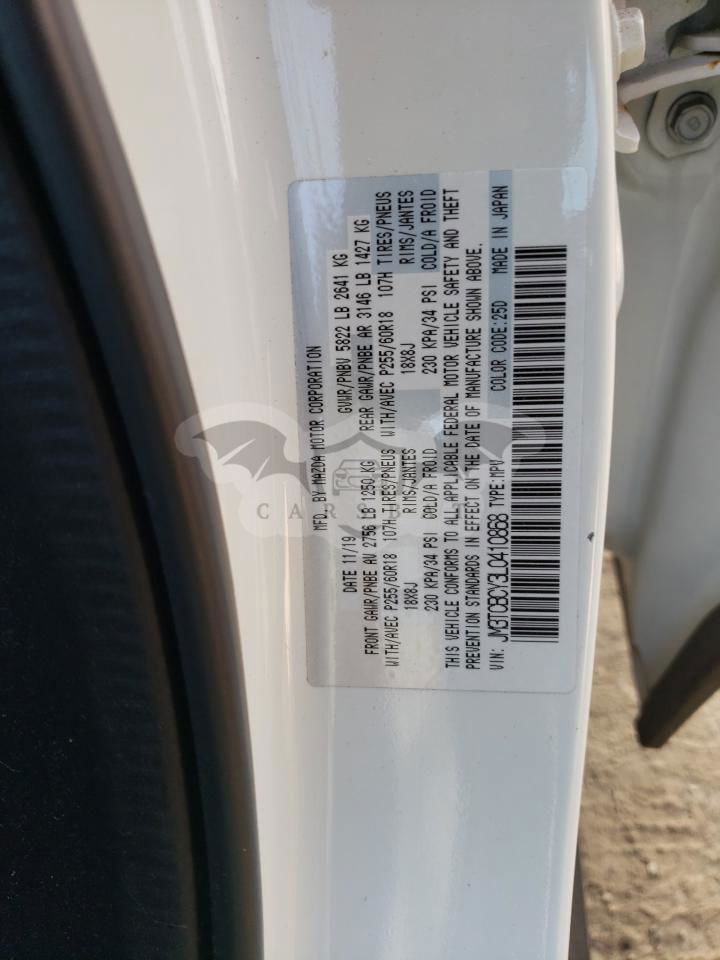 MFD. BY MAZDA MOTOR CORPORATION
DATE 11/19 GVWR/PNBV 5822 LB 2641 KG
FRONT GAWR/PNBE AV 2756 LB 1250 KG REAR GAWR/PNBE AR 3146 LB 1427 KG
WITH/AVEC P255/60R18 107H TIRES/PNEUS WITH/AVEC P255/60R18 107H TIRES/PNEUS
18X8J RIMS/JANTES 18X8J RIMS/JANTES
230 KPA/34 PSI COLD/A FROID 230 KPA/34 PSI COLD/A FROID
THIS VEHICLE CONFORMS TO ALL APPLICABLE FEDERAL MOTOR VEHICLE SAFETY AND THEFT
PREVENTION STANDARDS IN EFFECT ON THE DATE OF MANUFACTURE SHOWN ABOVE.
VIN: JM3TCBCY3L0410868 TYPE:MPV COLOR CODE:25D MADE IN JAPAN